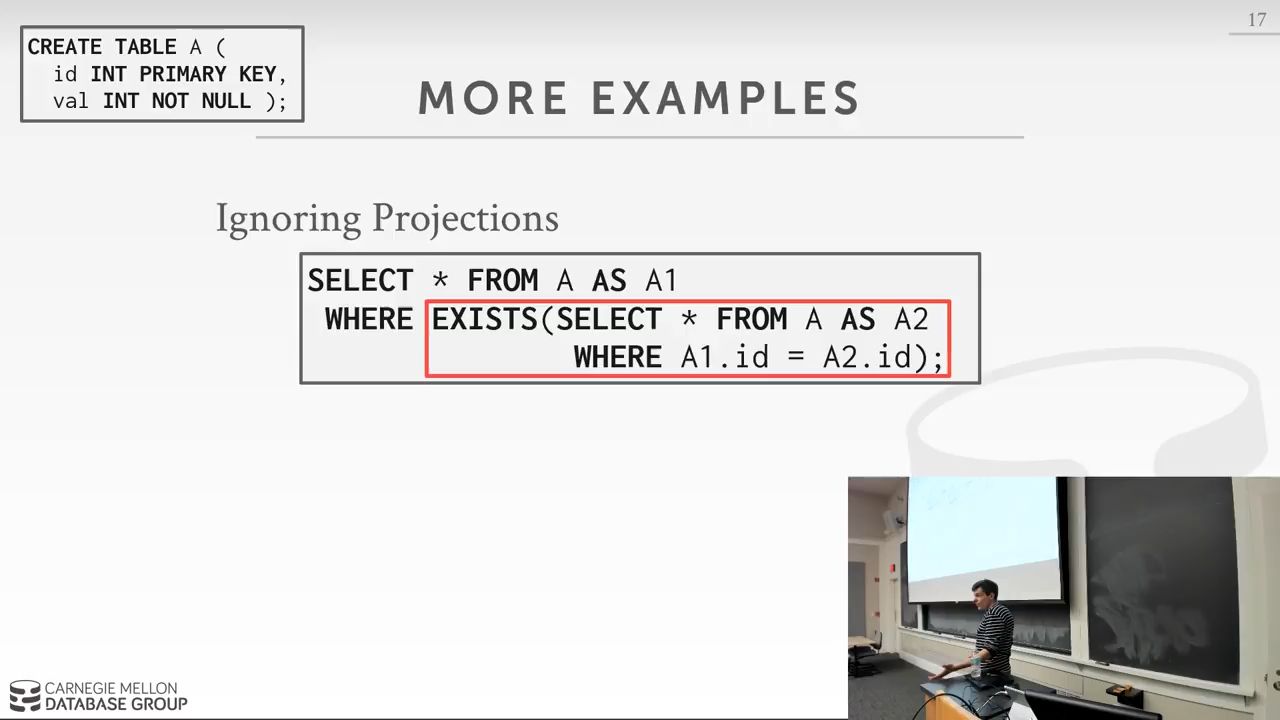 17
CREATE TABLE A (
id INT PRIMARY KEY,
val INT NOT NULL );
MORE EXAMPLES
Ignoring Projections
SELECT * FROM A AS A1
WHERE EXISTS(SELECT * FROM A AS A2
WHERE A1.id = A2.id);
CARNEGIE MELLON
DATABASE GROUP